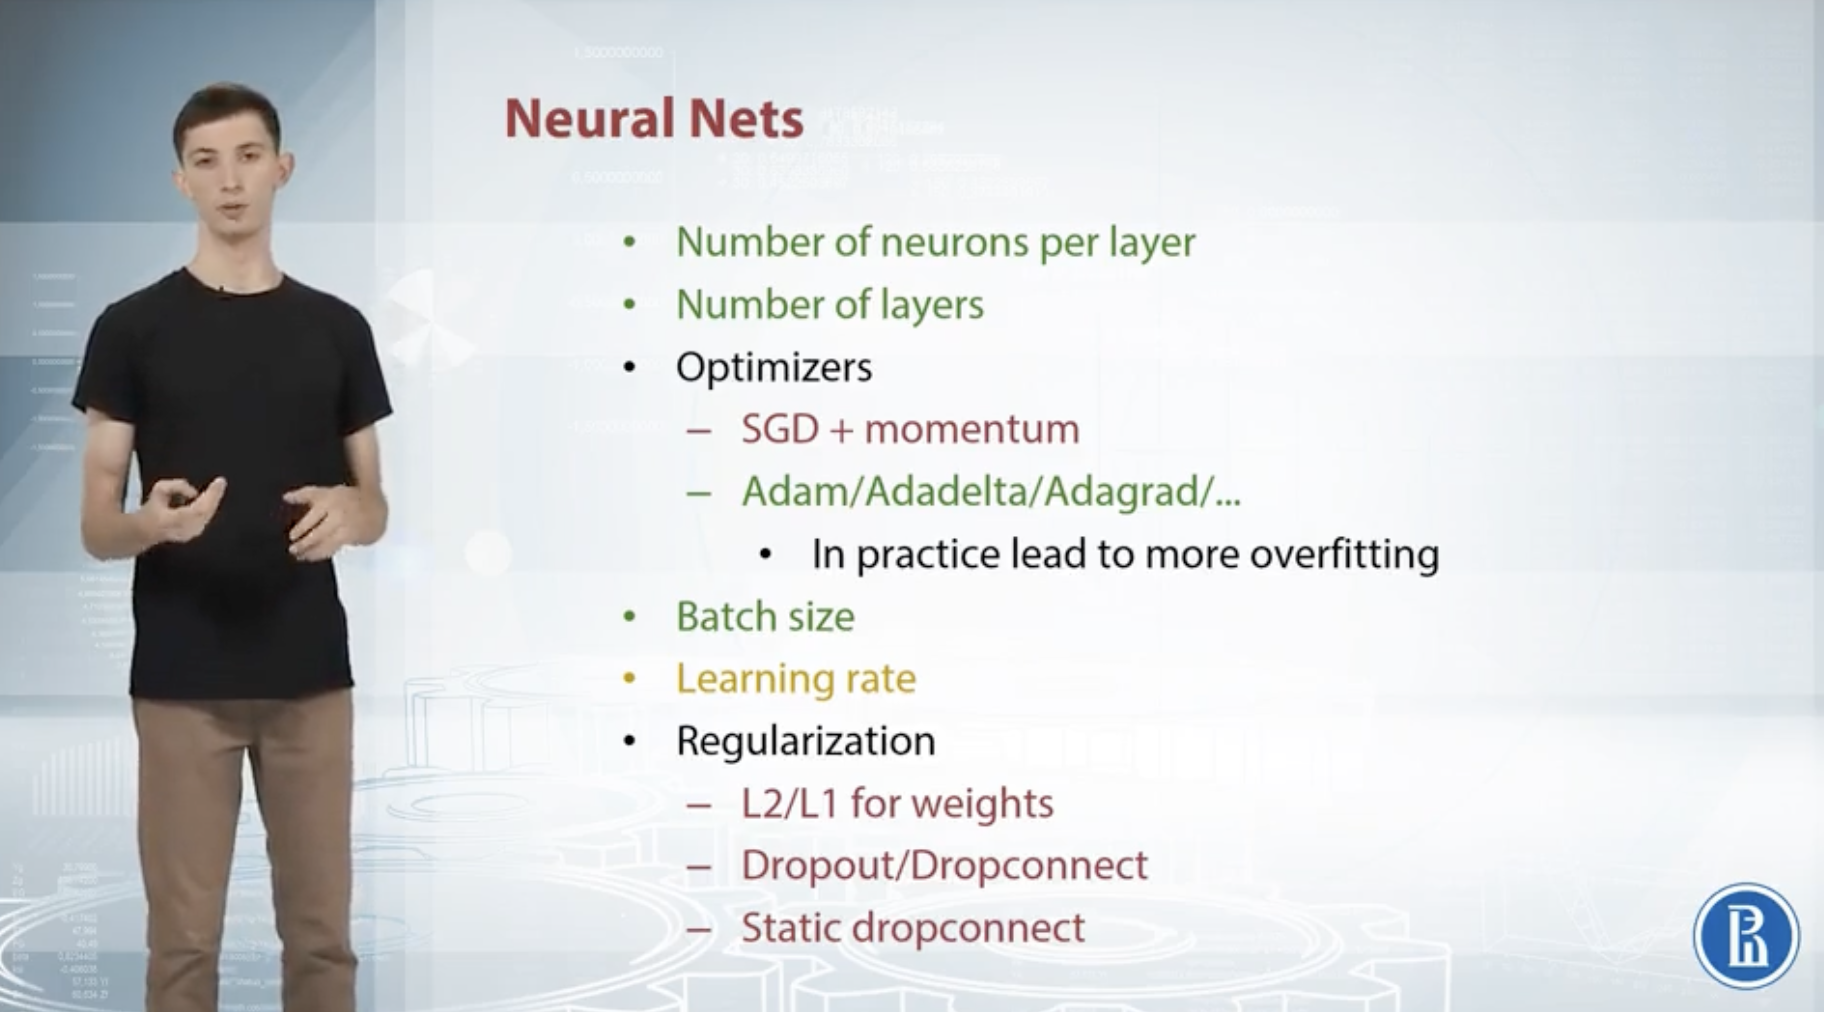 Neural Nets
• Number of neurons per layer
• Number of layers
• Optimizers
– SGD + momentum
– Adam/Adadelta/Adagrad/...
• In practice lead to more overfitting
• Batch size
• Learning rate
• Regularization
– L2/L1 for weights
– Dropout/Dropconnect
– Static dropconnect